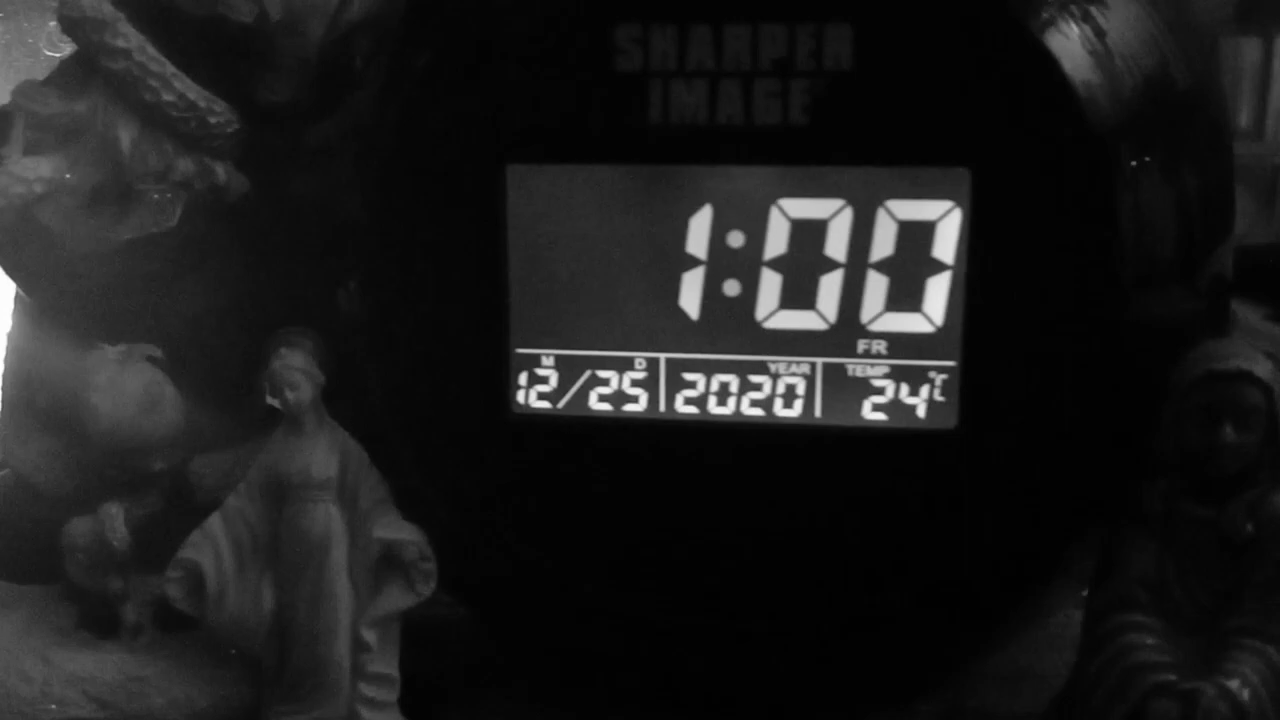 SHARPER
IMAGE
1:00
FR
M D YEAR TEMP
12/25 2020 24°C